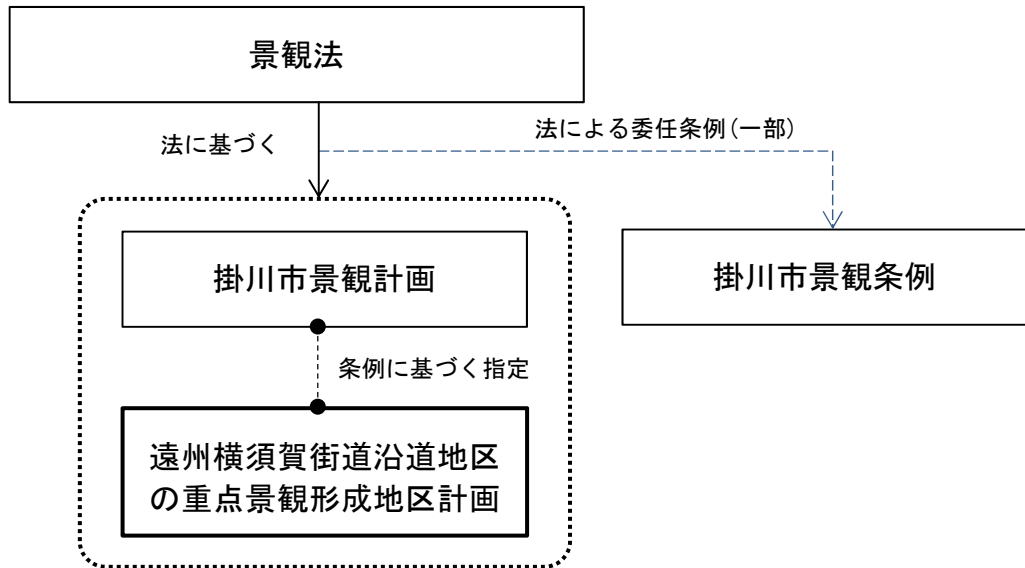 景観法
法に基づく
法による委任条例(一部)
掛川市景観計画
掛川市景観条例
条例に基づく指定
遠州横須賀街道沿道地区
の重点景観形成地区計画